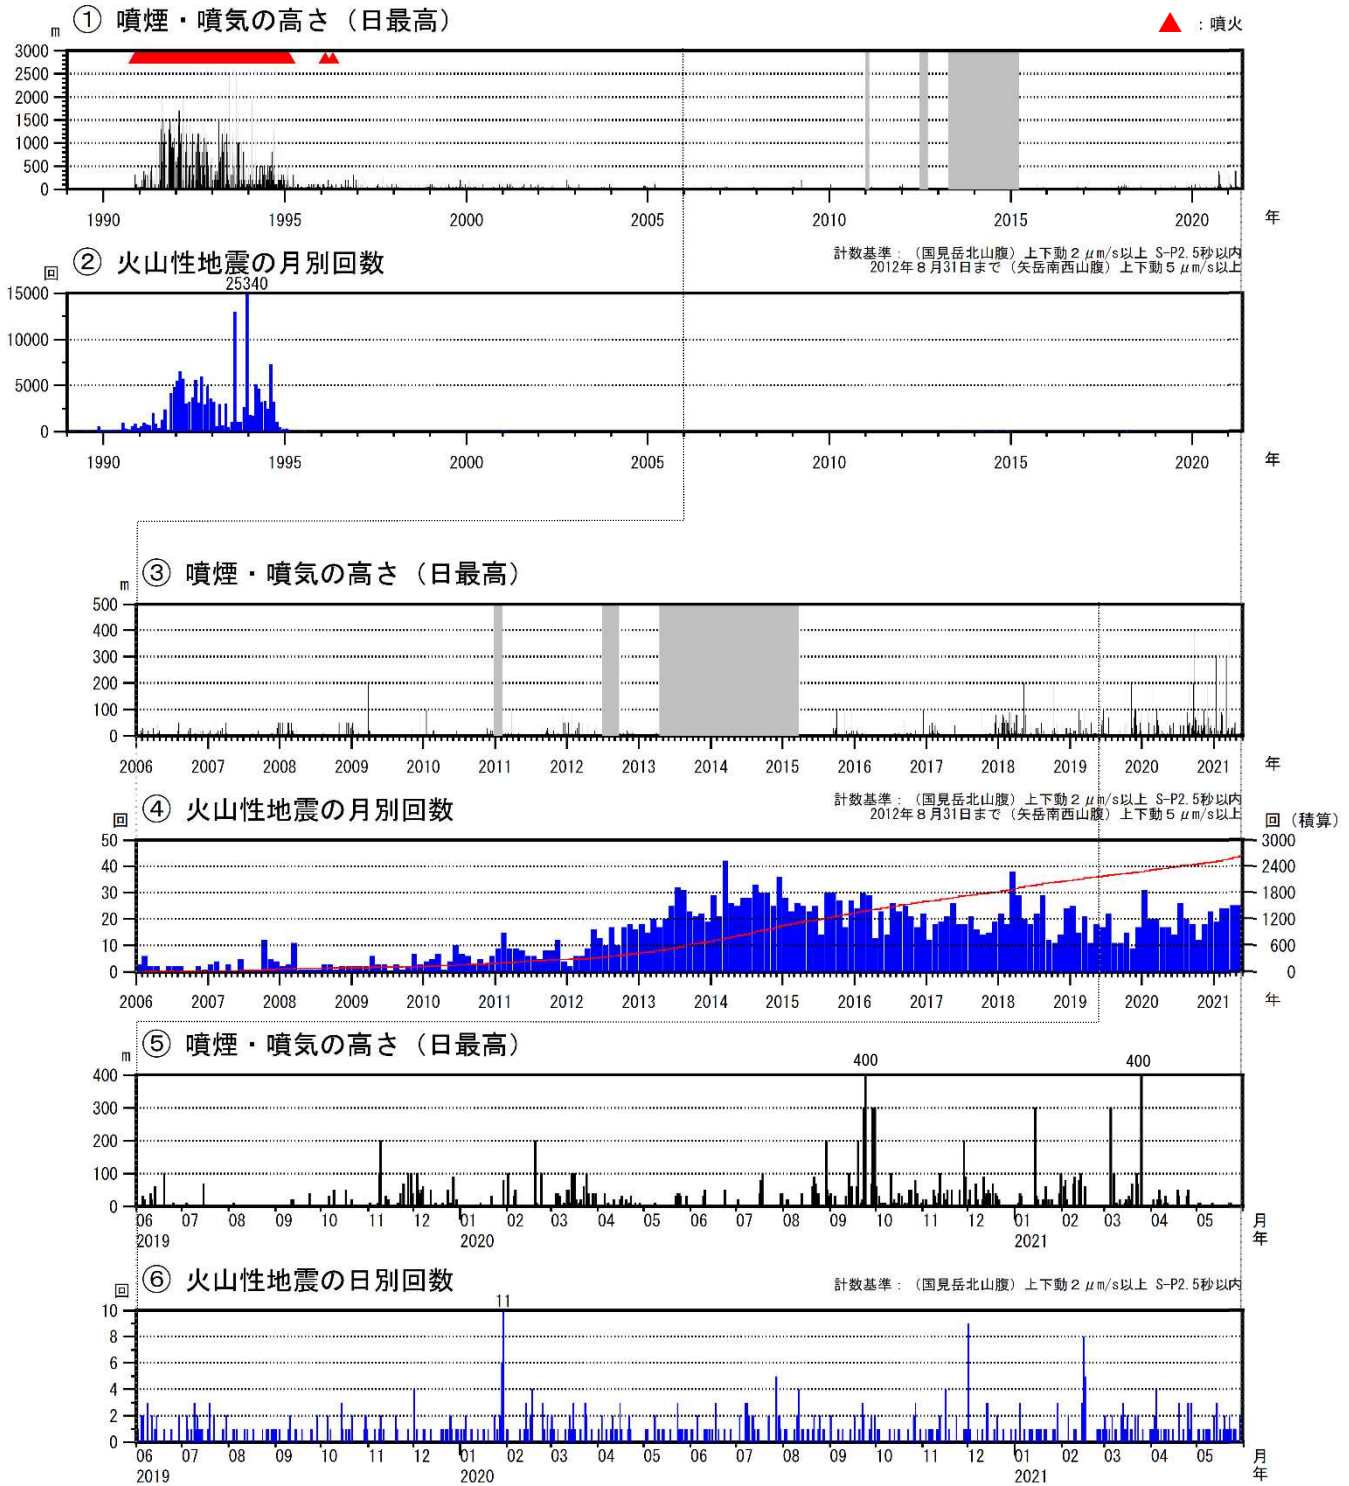 ① 噴煙・噴気の高さ（日最高）
▲ ：噴火
m
3000
2500
2000
1500
1000
500
0
1990 1995 2000 2005 2010 2015 2020 年
② 火山性地震の月別回数
計数基準：（国見岳北山腹）上下動２μm/s以上 S-P2.5秒以内
2012年８月31日まで（矢岳南西山腹）上下動５μm/s以上
回
25340
15000
10000
5000
0
1990 1995 2000 2005 2010 2015 2020 年
③ 噴煙・噴気の高さ（日最高）
m
500
400
300
200
100
0
2006 2007 2008 2009 2010 2011 2012 2013 2014 2015 2016 2017 2018 2019 2020 2021 年
④ 火山性地震の月別回数
計数基準：（国見岳北山腹）上下動２μm/s以上 S-P2.5秒以内
2012年８月31日まで（矢岳南西山腹）上下動５μm/s以上
回 回（積算）
50 3000
40 2400
30 1800
20 1200
10 600
0 0
2006 2007 2008 2009 2010 2011 2012 2013 2014 2015 2016 2017 2018 2019 2020 2021 年
⑤ 噴煙・噴気の高さ（日最高）
m
400 400
400
300
200
100
0
06 07 08 09 10 11 12 01 02 03 04 05 06 07 08 09 10 11 12 01 02 03 04 05 月
2019 2020 2021 年
⑥ 火山性地震の日別回数
計数基準：（国見岳北山腹）上下動２μm/s以上 S-P2.5秒以内
回
11
10
8
6
4
2
0
06 07 08 09 10 11 12 01 02 03 04 05 06 07 08 09 10 11 12 01 02 03 04 05 月
2019 2020 2021 年